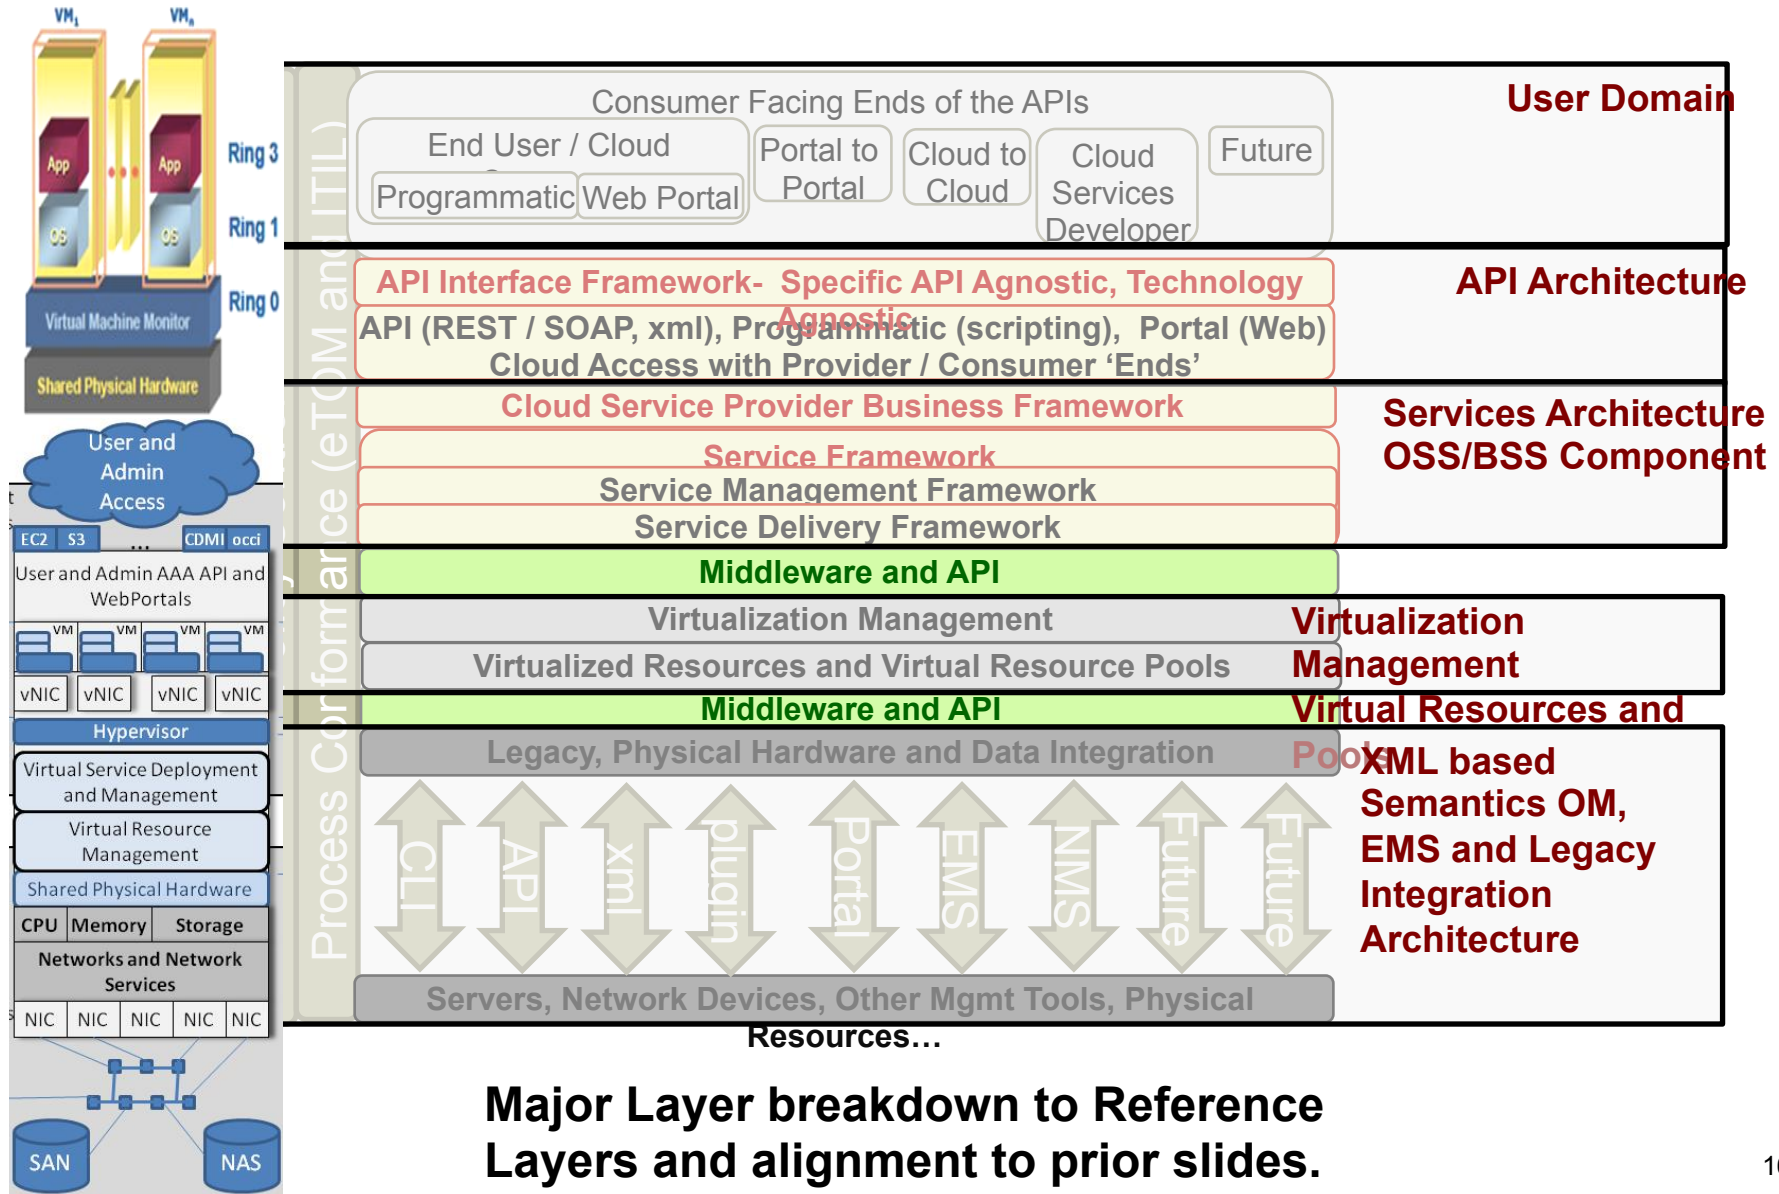 VM1
VMn
App
App
Ring 3
OS
OS
Ring 1
Virtual Machine Monitor
Ring 0
Shared Physical Hardware
User and
Admin
Access
EC2
S3
...
CDMI
occi
User and Admin AAA API and
WebPortals
VM
VM
VM
VM
vNIC
vNIC
vNIC
vNIC
Hypervisor
Virtual Service Deployment
and Management
Virtual Resource
Management
Shared Physical Hardware
CPU
Memory
Storage
Networks and Network
Services
NIC
NIC
NIC
NIC
NIC
SAN
NAS
Process Conformance (eTOM and ITIL)
Consumer Facing Ends of the APIs
End User / Cloud
Programmatic
Web Portal
Portal to
Portal
Cloud to
Cloud
Cloud
Services
Developer
Future
User Domain
API Interface Framework- Specific API Agnostic, Technology
Agnostic
API (REST / SOAP, xml), Programmatic (scripting), Portal (Web)
Cloud Access with Provider / Consumer ‘Ends’
API Architecture
Cloud Service Provider Business Framework
Service Framework
Service Management Framework
Service Delivery Framework
Services Architecture
OSS/BSS Component
Middleware and API
Virtualization Management
Virtualized Resources and Virtual Resource Pools
Virtualization
Management
Middleware and API
Virtual Resources and
Pools
Legacy, Physical Hardware and Data Integration
CLI
API
xml
plugin
Portal
EMS
NMS
Future
Future
XML based
Semantics OM,
EMS and Legacy
Integration
Architecture
Servers, Network Devices, Other Mgmt Tools, Physical
Resources…
Major Layer breakdown to Reference
Layers and alignment to prior slides.